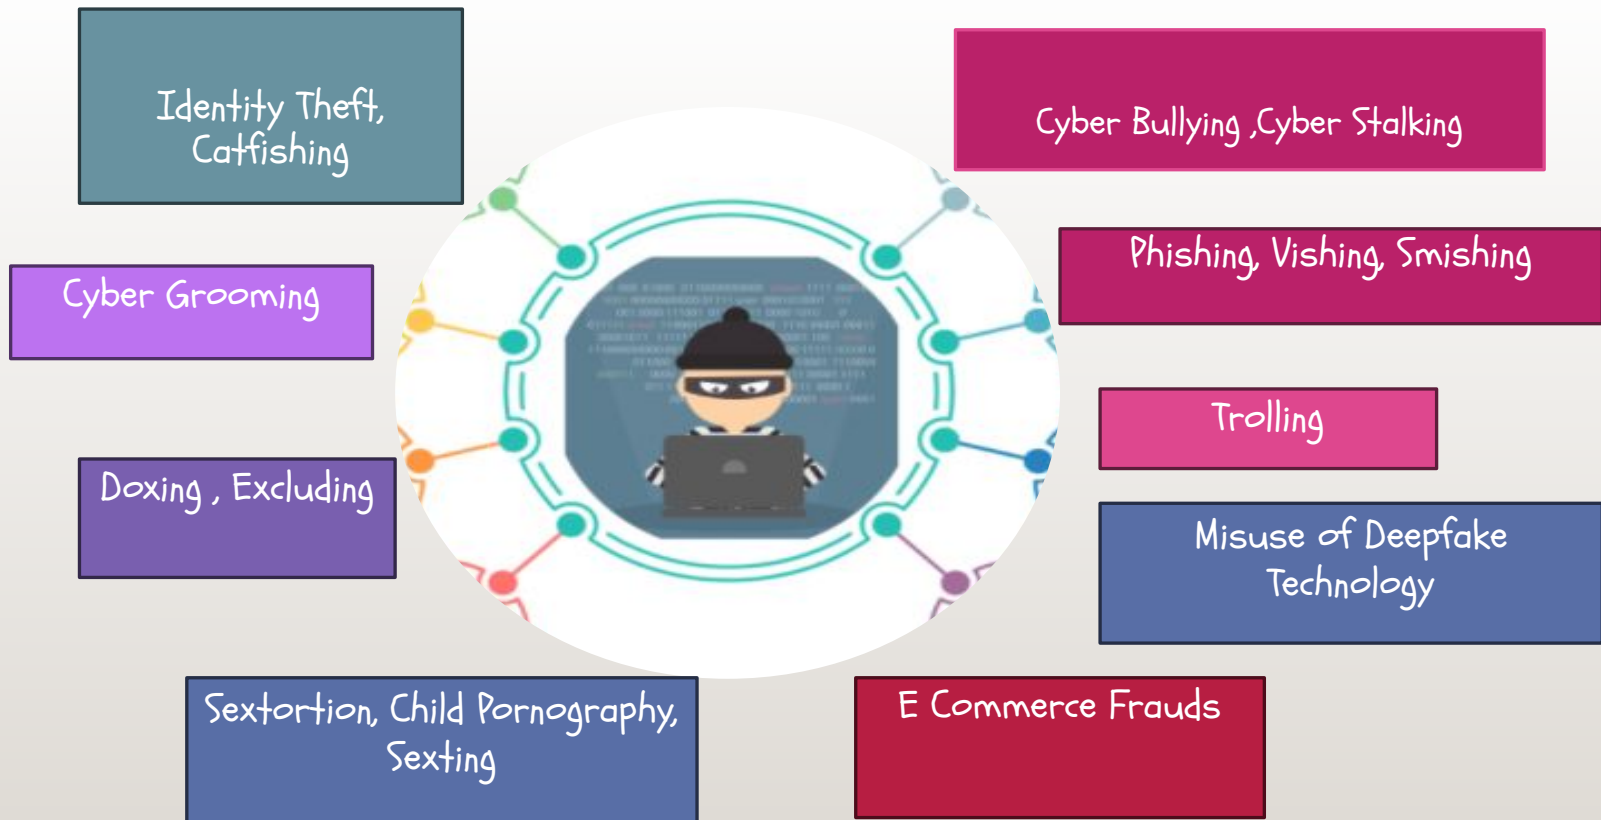 Identity Theft,
Catfishing
Cyber Bullying ,Cyber Stalking
Cyber Grooming
Phishing, Vishing, Smishing
Doxing , Excluding
Trolling
Misuse of Deepfake
Technology
Sextortion, Child Pornography,
Sexting
E Commerce Frauds